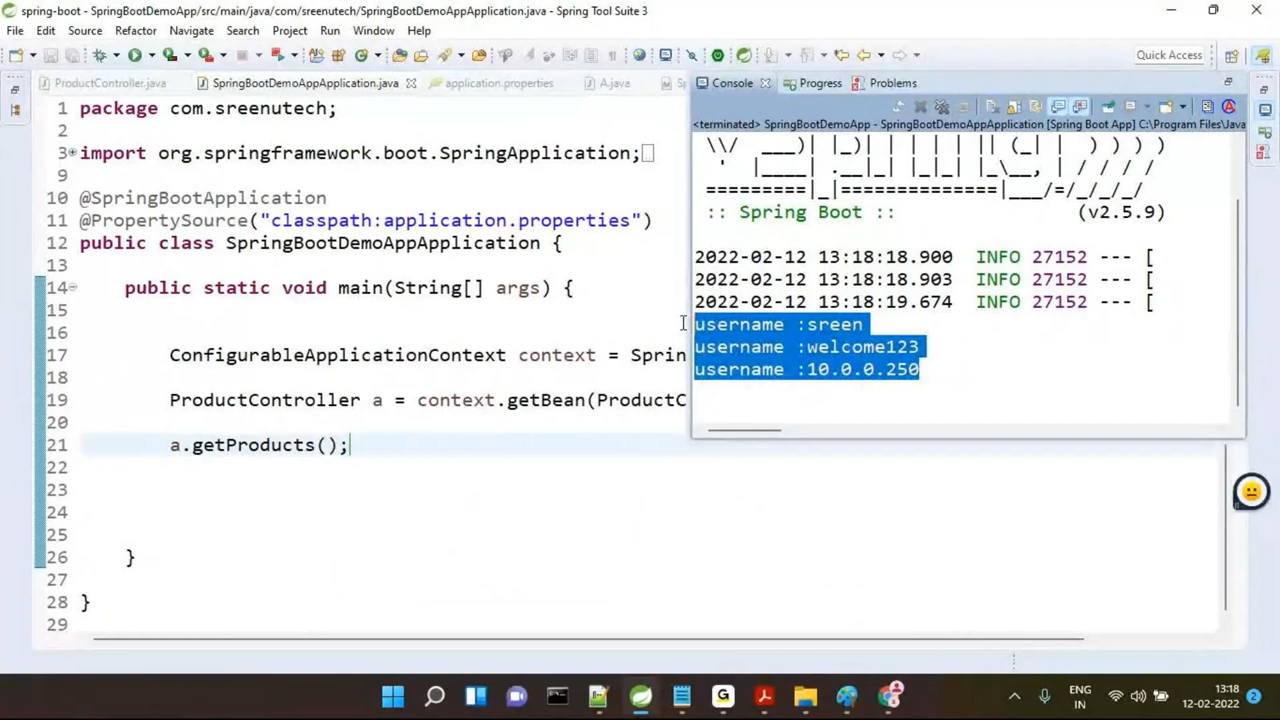 spring-boot - SpringBootDemoApp/src/main/java/com/sreenutech/SpringBootDemoAppApplication.java - Spring Tool Suite 3
File Edit Source Refactor Navigate Search Project Run Window Help
Quick Access
ProductController.java SpringBootDemoAppApplication.java application.properties A.java
1 package com.sreenutech;
2
3 import org.springframework.boot.SpringApplication;
9
10 @SpringBootApplication
11 @PropertySource("classpath:application.properties")
12 public class SpringBootDemoAppApplication {
13
14 public static void main(String[] args) {
15
16
17 ConfigurableApplicationContext context = Sprin
18
19 ProductController a = context.getBean(ProductC
20
21 a.getProducts();
22
23
24
25
26 }
27
28 }
29
Console Progress Problems
<terminated> SpringBootDemoApp - SpringBootDemoAppApplication [Spring Boot App] C:\Program Files\Java
\\/ ___)| |_)| | | | | || (_| | ) ) ) )
' |____| .__|_| |_|_| |_\__, | / / / /
=========|_|==============|___/=/_/_/_/
:: Spring Boot :: (v2.5.9)
2022-02-12 13:18:18.900 INFO 27152 --- [
2022-02-12 13:18:18.903 INFO 27152 --- [
2022-02-12 13:18:19.674 INFO 27152 --- [
username :sreen
username :welcome123
username :10.0.0.250
ENG
IN
13:18
12-02-2022
2